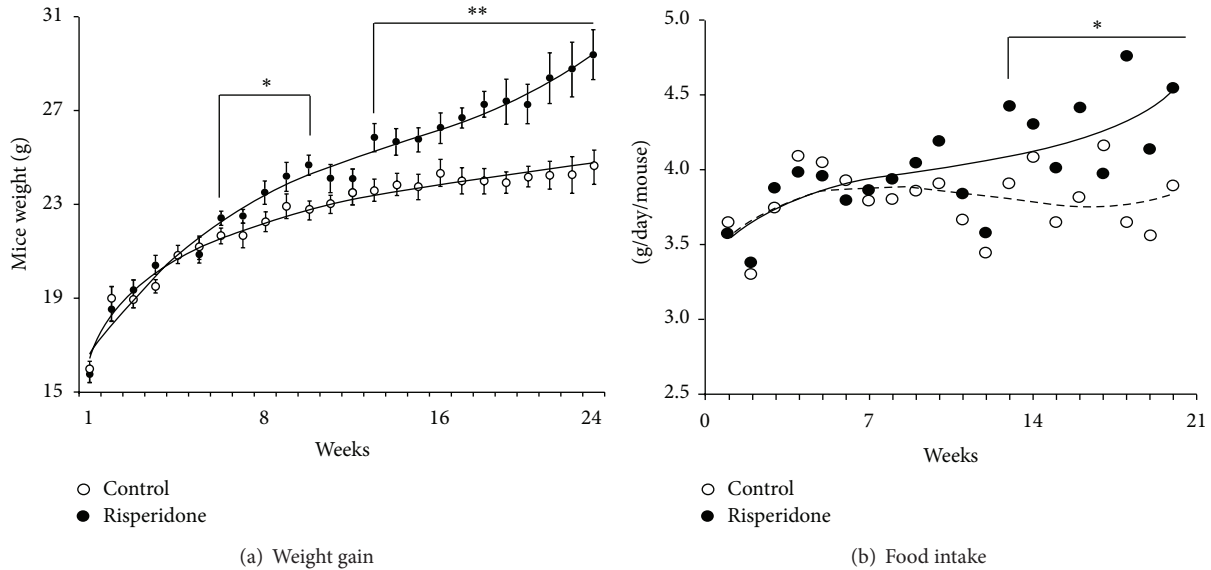 31
27
23
19
15
Mice weight (g)
*
**
1 8 16 24
Weeks
Control
Risperidone
(a) Weight gain
5.0
4.5
4.0
3.5
3.0
2.5
(g/day/mouse)
*
0 7 14 21
Weeks
Control
Risperidone
(b) Food intake